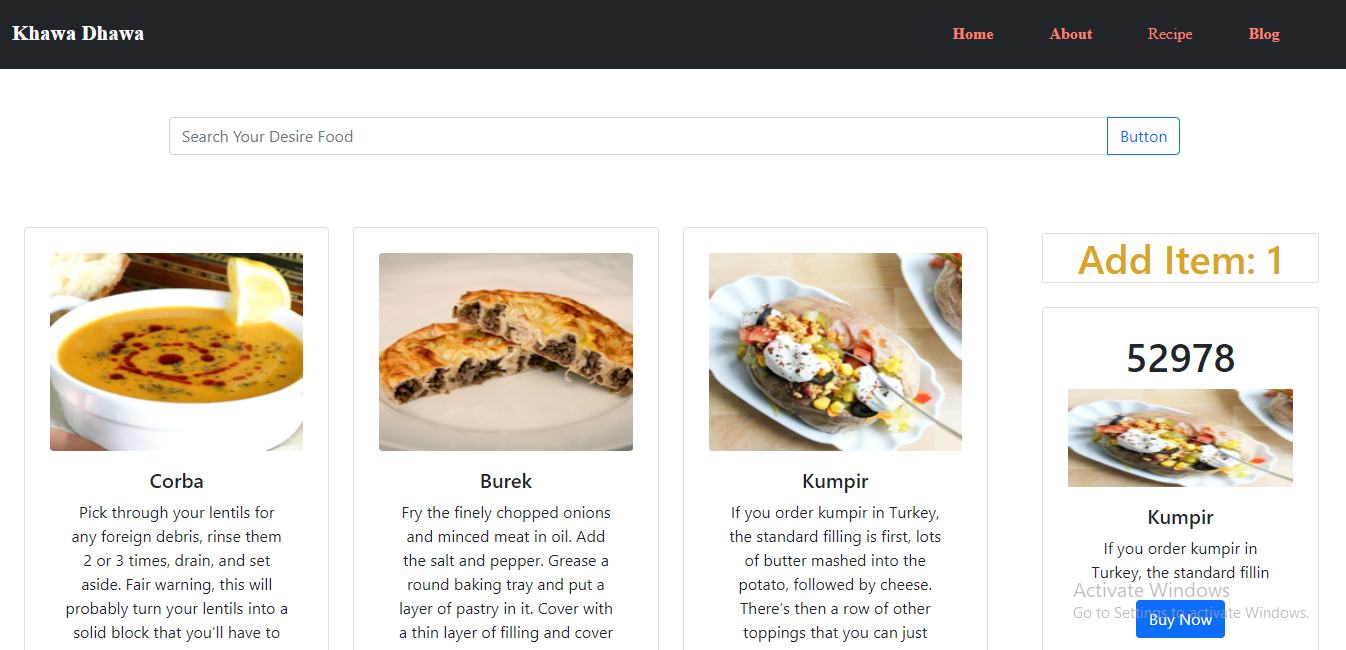 Khawa Dhawa
Home About Recipe Blog
Search Your Desire Food Button
Corba
Pick through your lentils for
any foreign debris, rinse them
2 or 3 times, drain, and set
aside. Fair warning, this will
probably turn your lentils into a
solid block that you’ll have to
Burek
Fry the finely chopped onions
and minced meat in oil. Add
the salt and pepper. Grease a
round baking tray and put a
layer of pastry in it. Cover with
a thin layer of filling and cover
Kumpir
If you order kumpir in Turkey,
the standard filling is first, lots
of butter mashed into the
potato, followed by cheese.
There’s then a row of other
toppings that you can just
Add Item: 1
52978
Kumpir
If you order kumpir in
Turkey, the standard fillin
Buy Now
Activate Windows
Go to Settings to activate Windows.